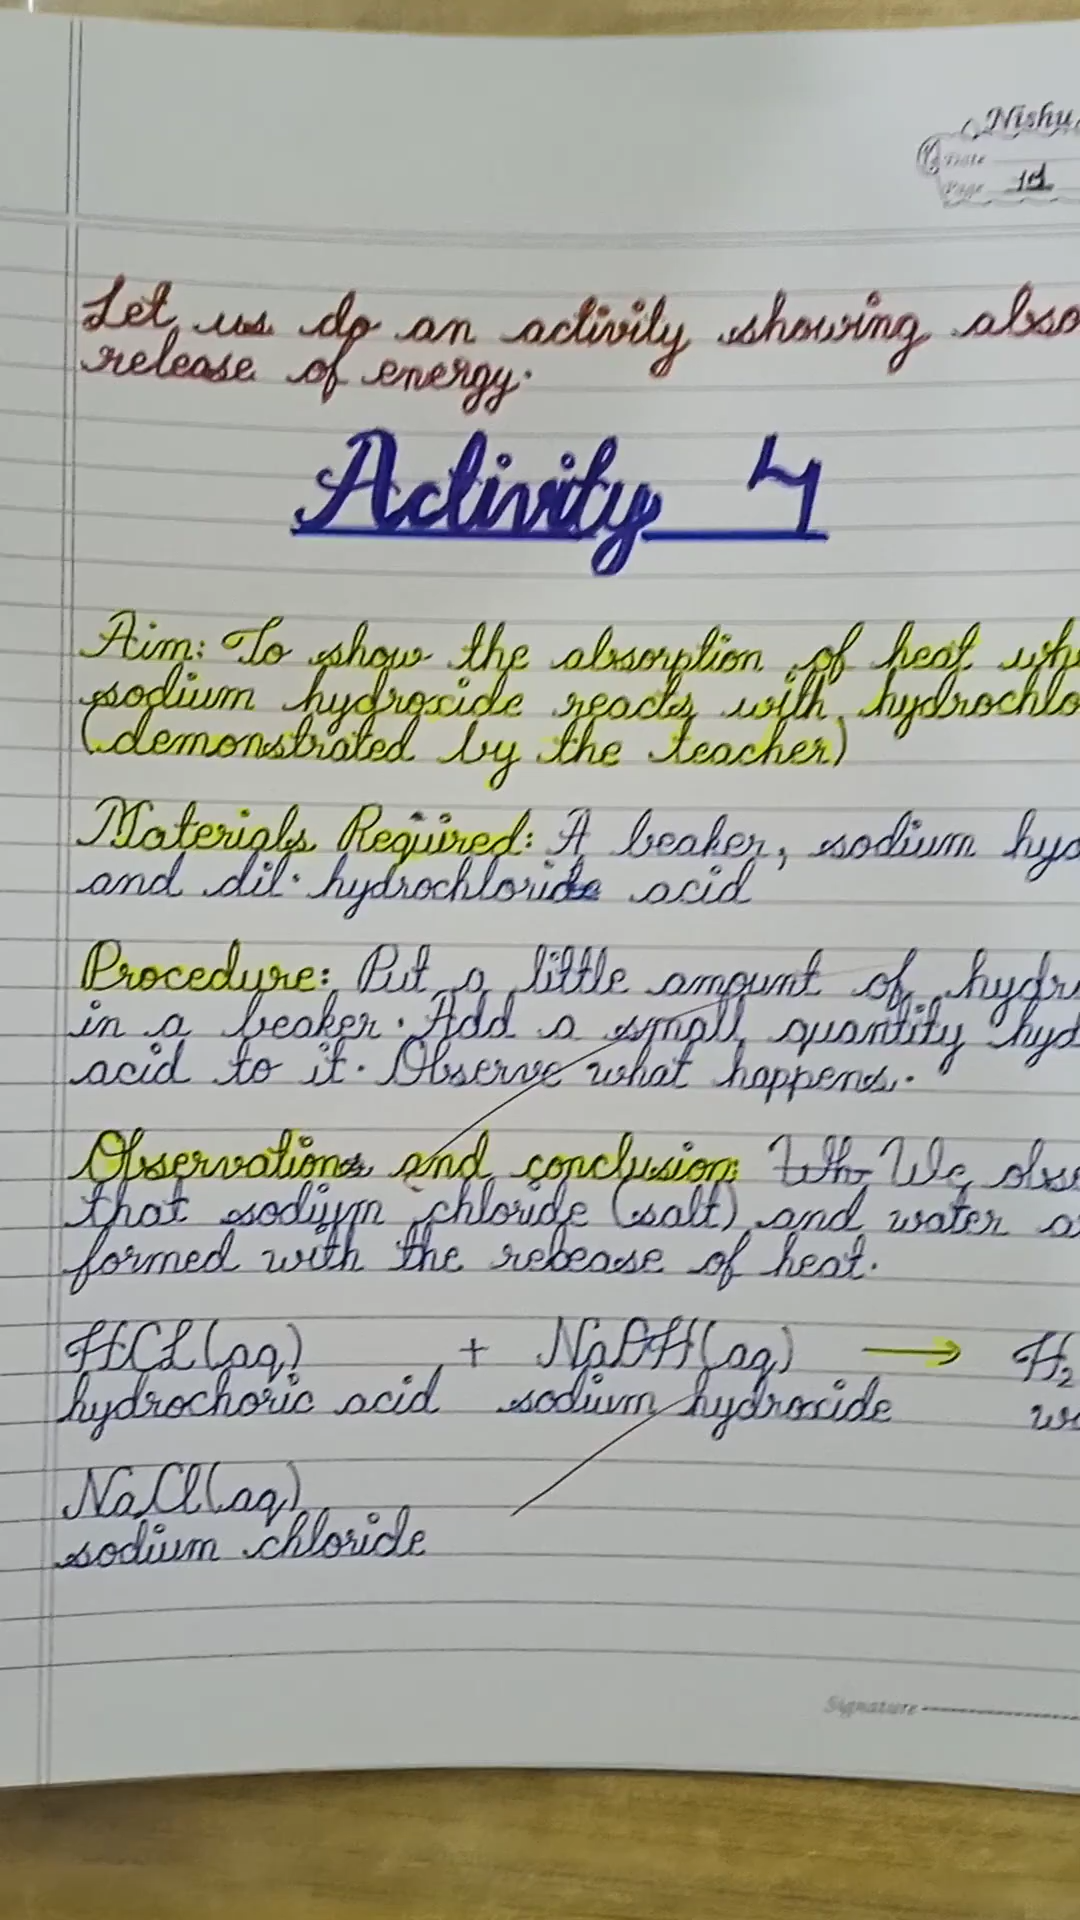 Nishu
Date
Page 19
Let us do an activity showing abso
release of energy.
Activity 4
Aim: To show the absorption of heat whe
sodium hydroxide reacts with hydrochlo
(demonstrated by the teacher)
Materials Required: A beaker, sodium hyd
and dil. hydrochloride acid
Procedure: Put a little amount of hydr
in a beaker. Add a small quantity hyd
acid to it. Observe what happens.
Observations and conclusion: Wh We obse
that sodium chloride (salt) and water a
formed with the rebease of heat.
HCL(aq) + NaOH(aq) → H₂
hydrochoric acid sodium hydroxide wa
NaCl(aq)
sodium chloride
Signature